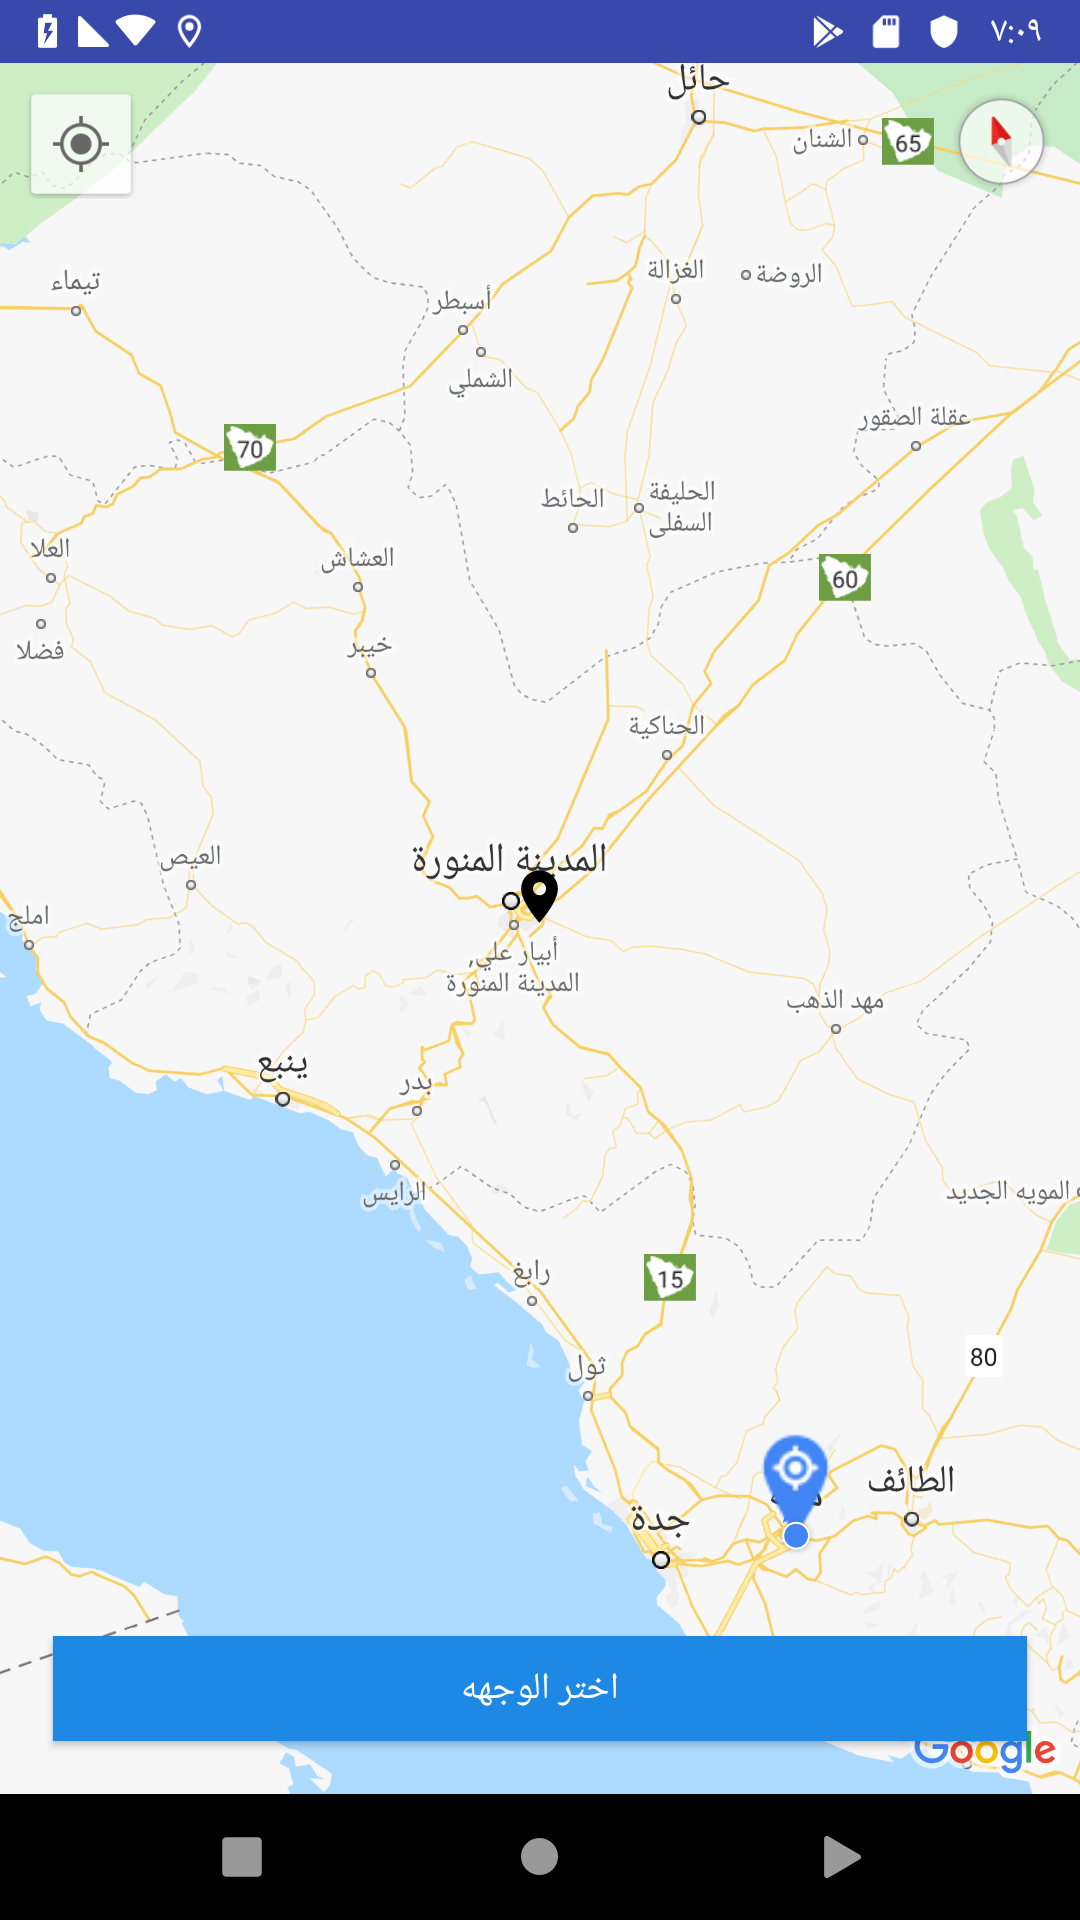 ٧:٠٩
حائل
الشنان
65
الغزالة
الروضة
تيماء
أسبطر
الشملي
عقلة الصقور
70
الحائط
الحليفة
السفلى
العلا
العشاش
60
فضلا
خيبر
الحناكية
المدينة المنورة
العيص
املج
أبيار علي,
المدينة المنورة
مهد الذهب
ينبع
بدر
الرايس
المويه الجديد
رابغ
15
ثول
80
الطائف
جدة
اختر الوجهه
Google